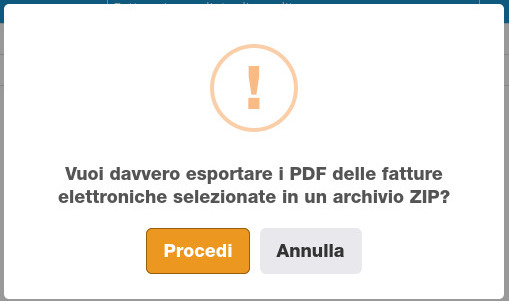 Vuoi davvero esportare i PDF delle fatture
elettroniche selezionate in un archivio ZIP?
Procedi
Annulla